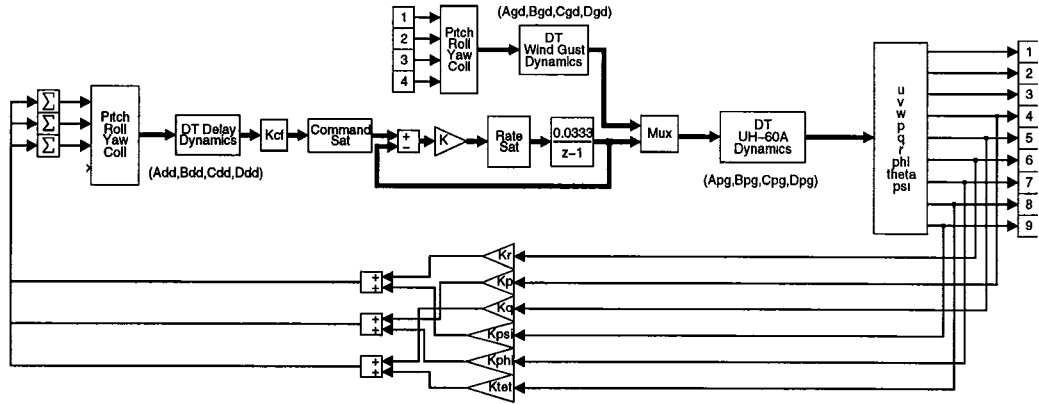 (Agd,Bgd,Cgd,Dgd)
1
2
3
4
Pitch
Roll
Yaw
Coll
DT
Wind Gust
Dynamics
Σ
Σ
Σ
Pitch
Roll
Yaw
Coll
DT Delay
Dynamics
(Add, Bdd, Cdd, Ddd)
Kcf
Command
Sat
+
−
K
Rate
Sat
0.0333
z−1
Mux
DT
UH−60A
Dynamics
(Apg,Bpg,Cpg,Dpg)
u
v
w
p
q
r
phi
theta
psi
1
2
3
4
5
6
7
8
9
+
+
+
+
+
+
Kr
Kp
Kq
Kpsi
Kphi
Ktet